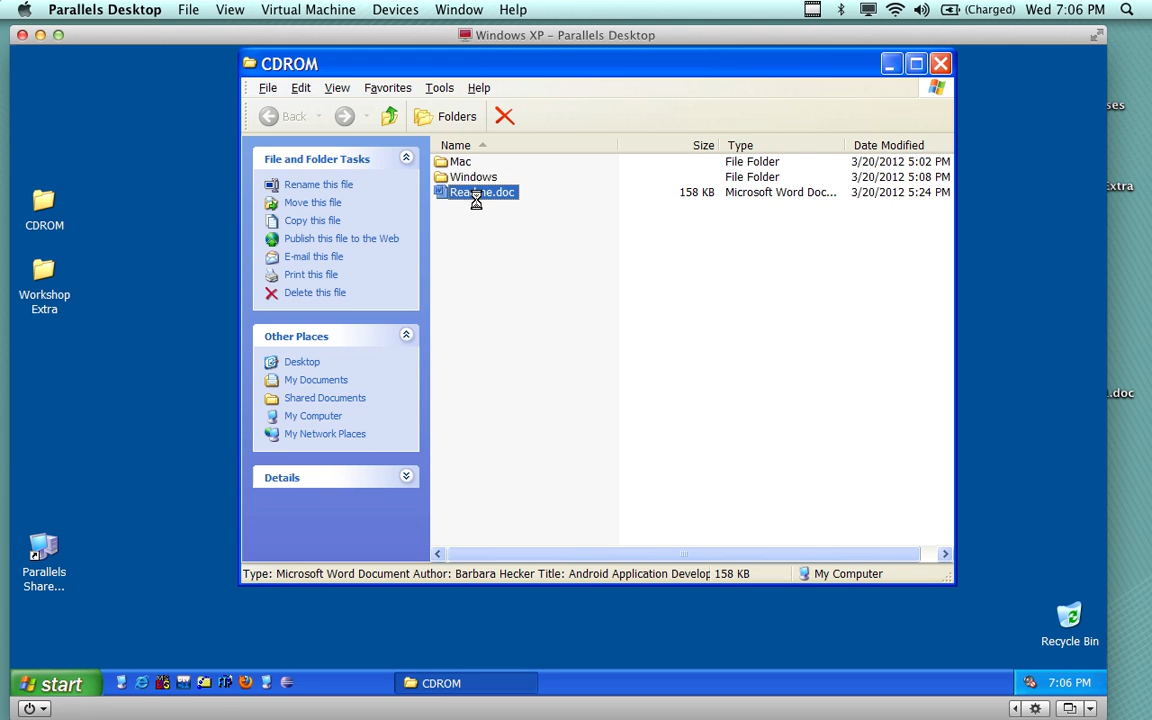 Parallels Desktop File View Virtual Machine Devices Window Help (Charged) Wed 7:06 PM
Windows XP – Parallels Desktop
CDROM
File Edit View Favorites Tools Help
Back Folders
File and Folder Tasks
Rename this file
Move this file
Copy this file
Publish this file to the Web
E-mail this file
Print this file
Delete this file
Other Places
Desktop
My Documents
Shared Documents
My Computer
My Network Places
Details
Name Size Type Date Modified
Mac File Folder 3/20/2012 5:02 PM
Windows File Folder 3/20/2012 5:08 PM
Readme.doc 158 KB Microsoft Word Doc... 3/20/2012 5:24 PM
Type: Microsoft Word Document Author: Barbara Hecker Title: Android Application Develop 158 KB My Computer
CDROM
Workshop
Extra
Parallels
Share...
Recycle Bin
ses
xtra
.doc
start CDROM 7:06 PM